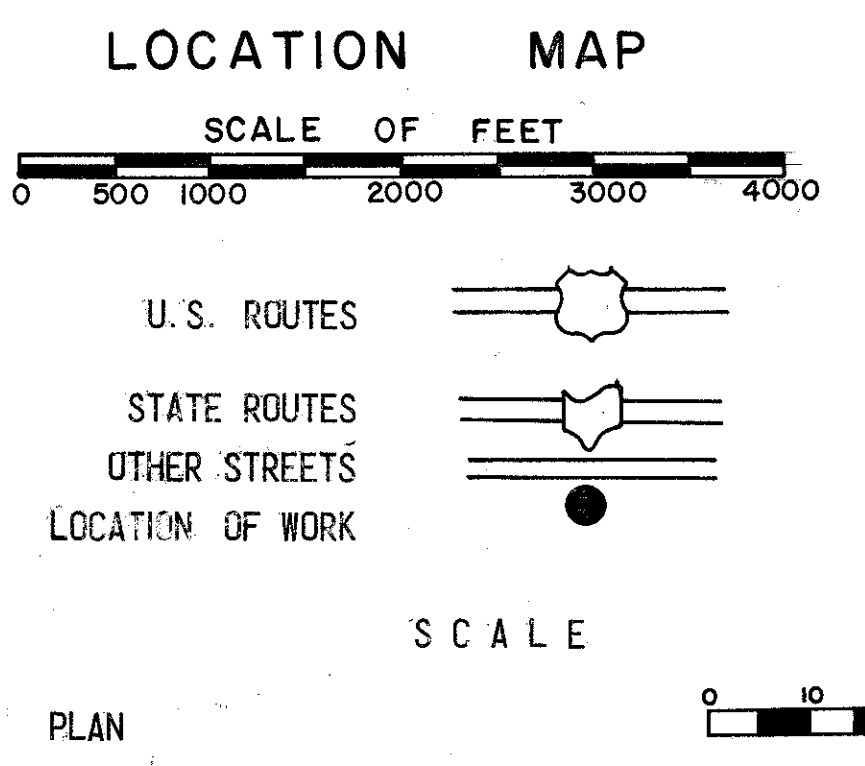 LOCATION MAP
SCALE OF FEET
0 500 1000 2000 3000 4000
U.S. ROUTES
STATE ROUTES
OTHER STREETS
LOCATION OF WORK
SCALE
0 10
PLAN